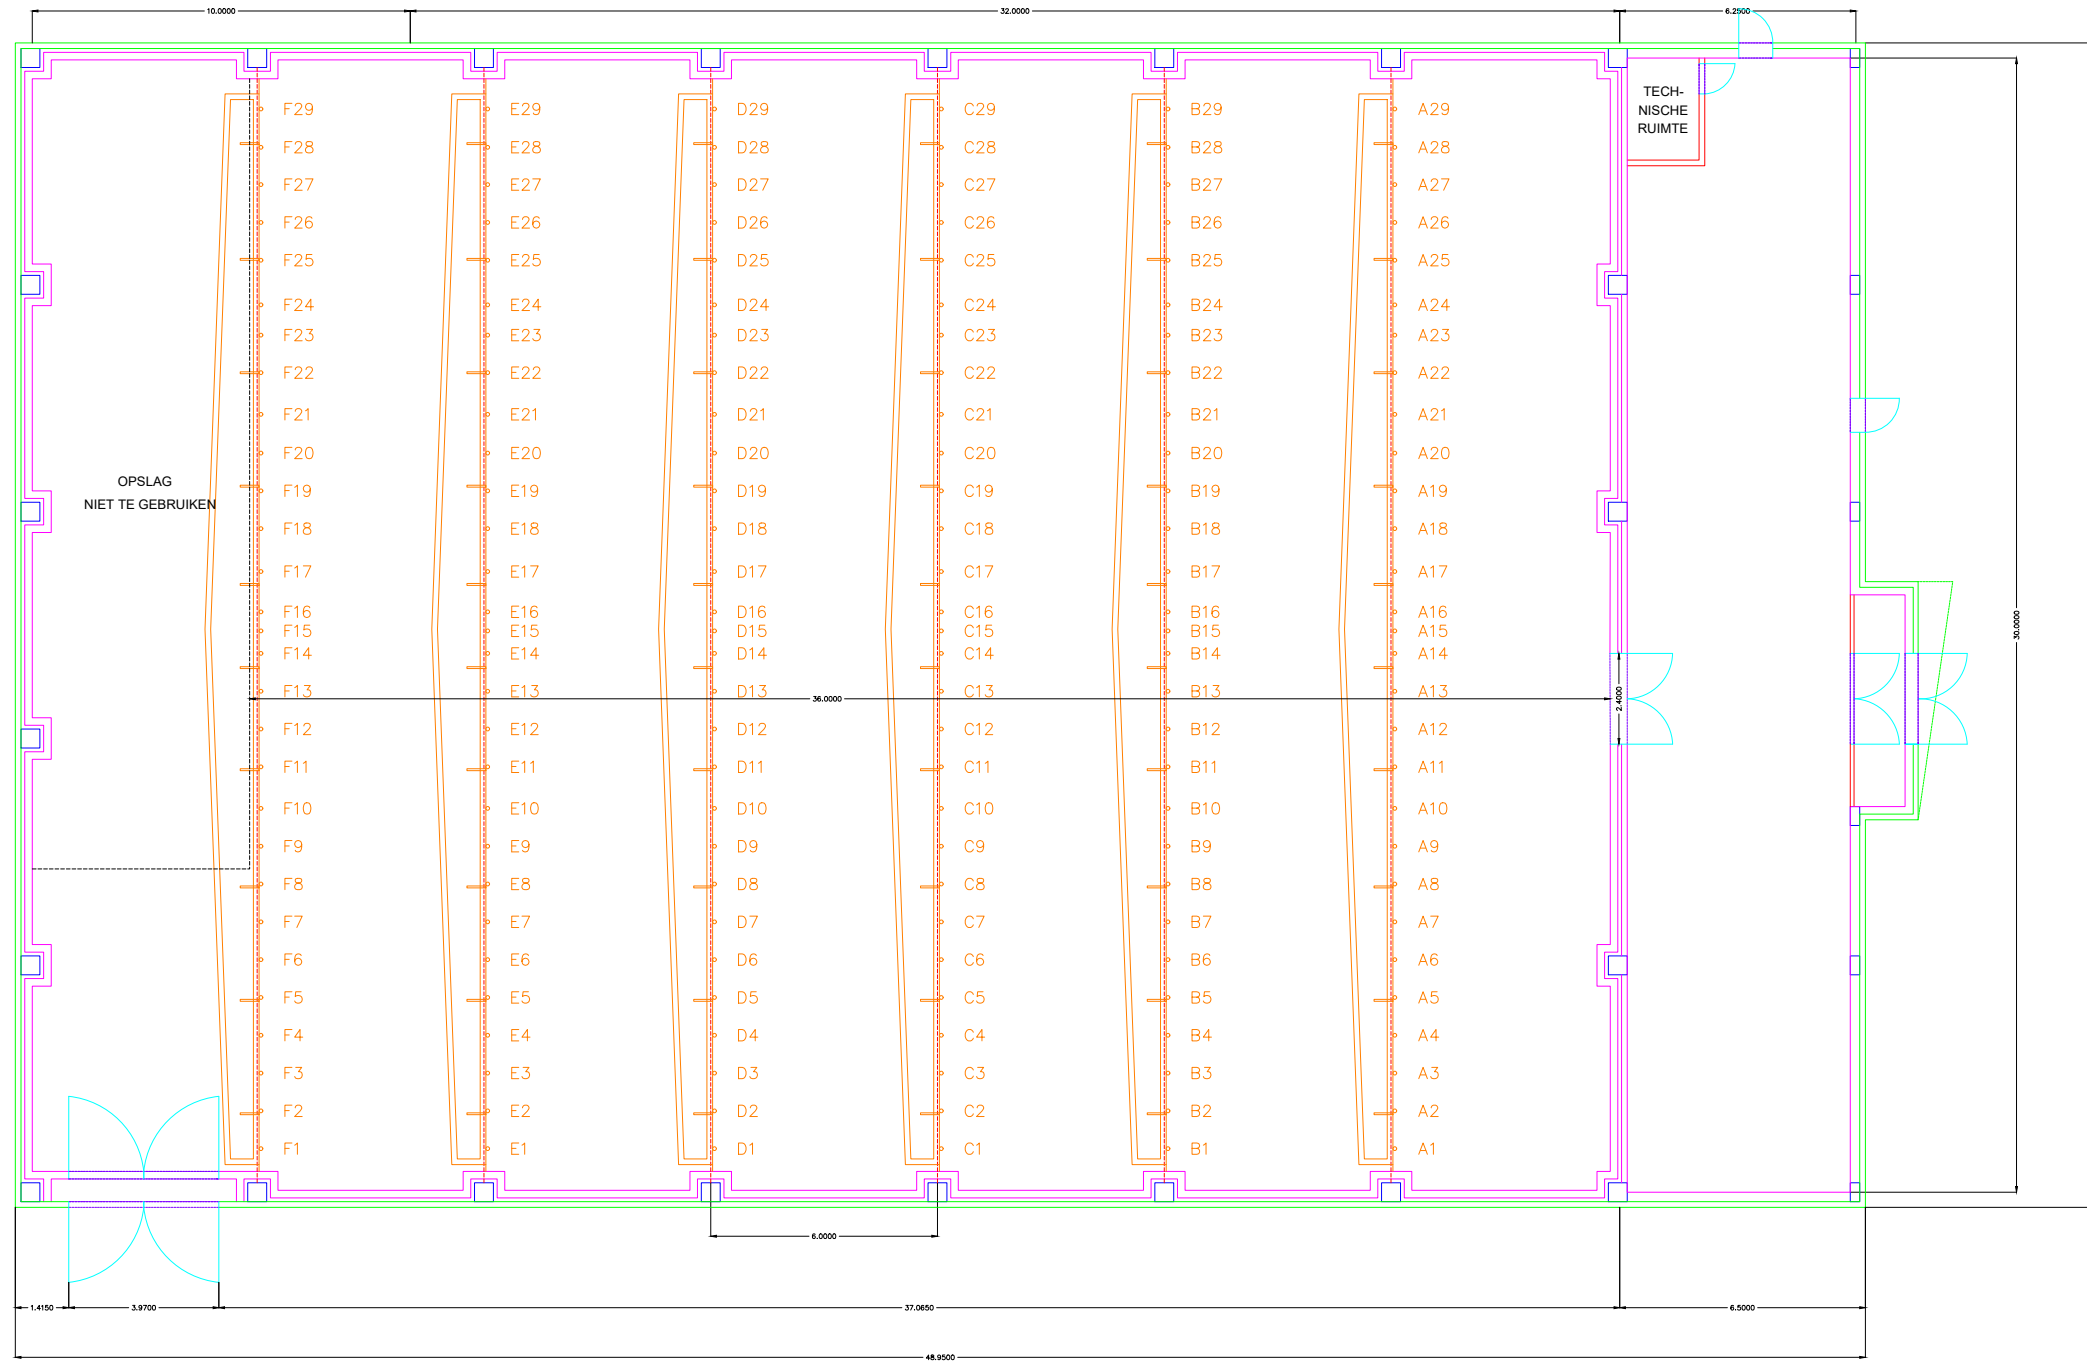 10.0000 32.0000 6.2500
TECH-
NISCHE
RUIMTE
F29 E29 D29 C29 B29 A29
F28 E28 D28 C28 B28 A28
F27 E27 D27 C27 B27 A27
F26 E26 D26 C26 B26 A26
F25 E25 D25 C25 B25 A25
F24 E24 D24 C24 B24 A24
F23 E23 D23 C23 B23 A23
F22 E22 D22 C22 B22 A22
F21 E21 D21 C21 B21 A21
F20 E20 D20 C20 B20 A20
OPSLAG
NIET TE GEBRUIKEN
F19 E19 D19 C19 B19 A19
F18 E18 D18 C18 B18 A18
F17 E17 D17 C17 B17 A17
F16 E16 D16 C16 B16 A16
30.0000
F15 E15 D15 C15 B15 A15
F14 E14 D14 C14 B14 A14
F13 E13 D13 C13 B13 A13
36.0000
2.4000
F12 E12 D12 C12 B12 A12
F11 E11 D11 C11 B11 A11
F10 E10 D10 C10 B10 A10
F9 E9 D9 C9 B9 A9
F8 E8 D8 C8 B8 A8
F7 E7 D7 C7 B7 A7
F6 E6 D6 C6 B6 A6
F5 E5 D5 C5 B5 A5
F4 E4 D4 C4 B4 A4
F3 E3 D3 C3 B3 A3
F2 E2 D2 C2 B2 A2
F1 E1 D1 C1 B1 A1
6.0000
1.4150 3.9700 37.0650 6.5000
48.9500